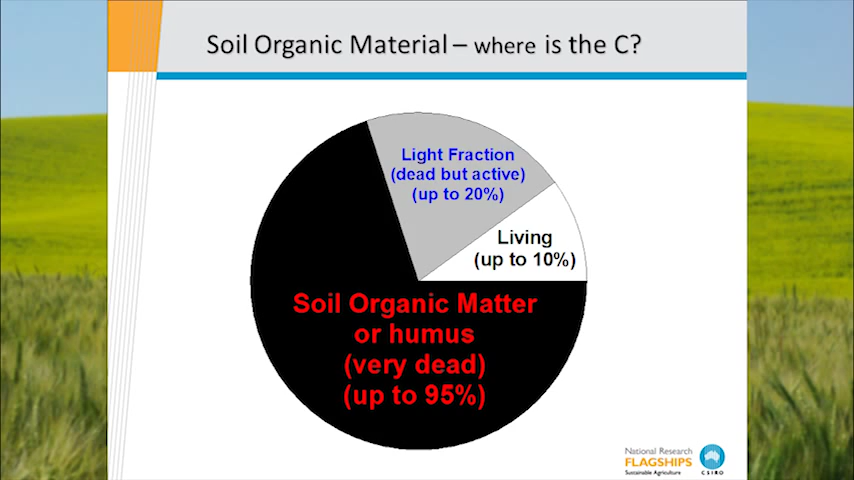 Soil Organic Material – where is the C?
Light Fraction
(dead but active)
(up to 20%)
Living
(up to 10%)
Soil Organic Matter
or humus
(very dead)
(up to 95%)
National Research
FLAGSHIPS
Sustainable Agriculture
CSIRO